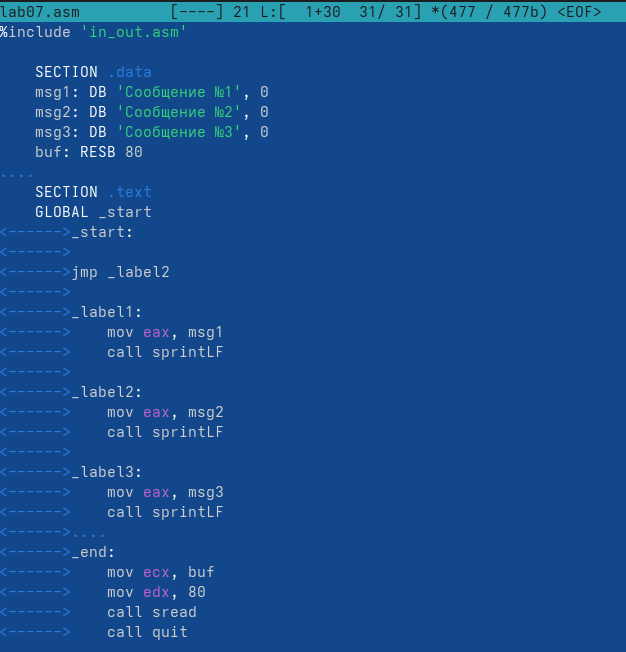 lab07.asm [----] 21 L:[ 1+30 31/ 31] *(477 / 477b) <EOF>
%include 'in_out.asm'
SECTION .data
msg1: DB 'Сообщение №1', 0
msg2: DB 'Сообщение №2', 0
msg3: DB 'Сообщение №3', 0
buf: RESB 80
....
SECTION .text
GLOBAL _start
<------>_start:
<------>
<------>jmp _label2
<------>
<------>_label1:
<------>    mov eax, msg1
<------>    call sprintLF
<------>
<------>_label2:
<------>    mov eax, msg2
<------>    call sprintLF
<------>
<------>_label3:
<------>    mov eax, msg3
<------>    call sprintLF
<------>....
<------>_end:
<------>    mov ecx, buf
<------>    mov edx, 80
<------>    call sread
<------>    call quit